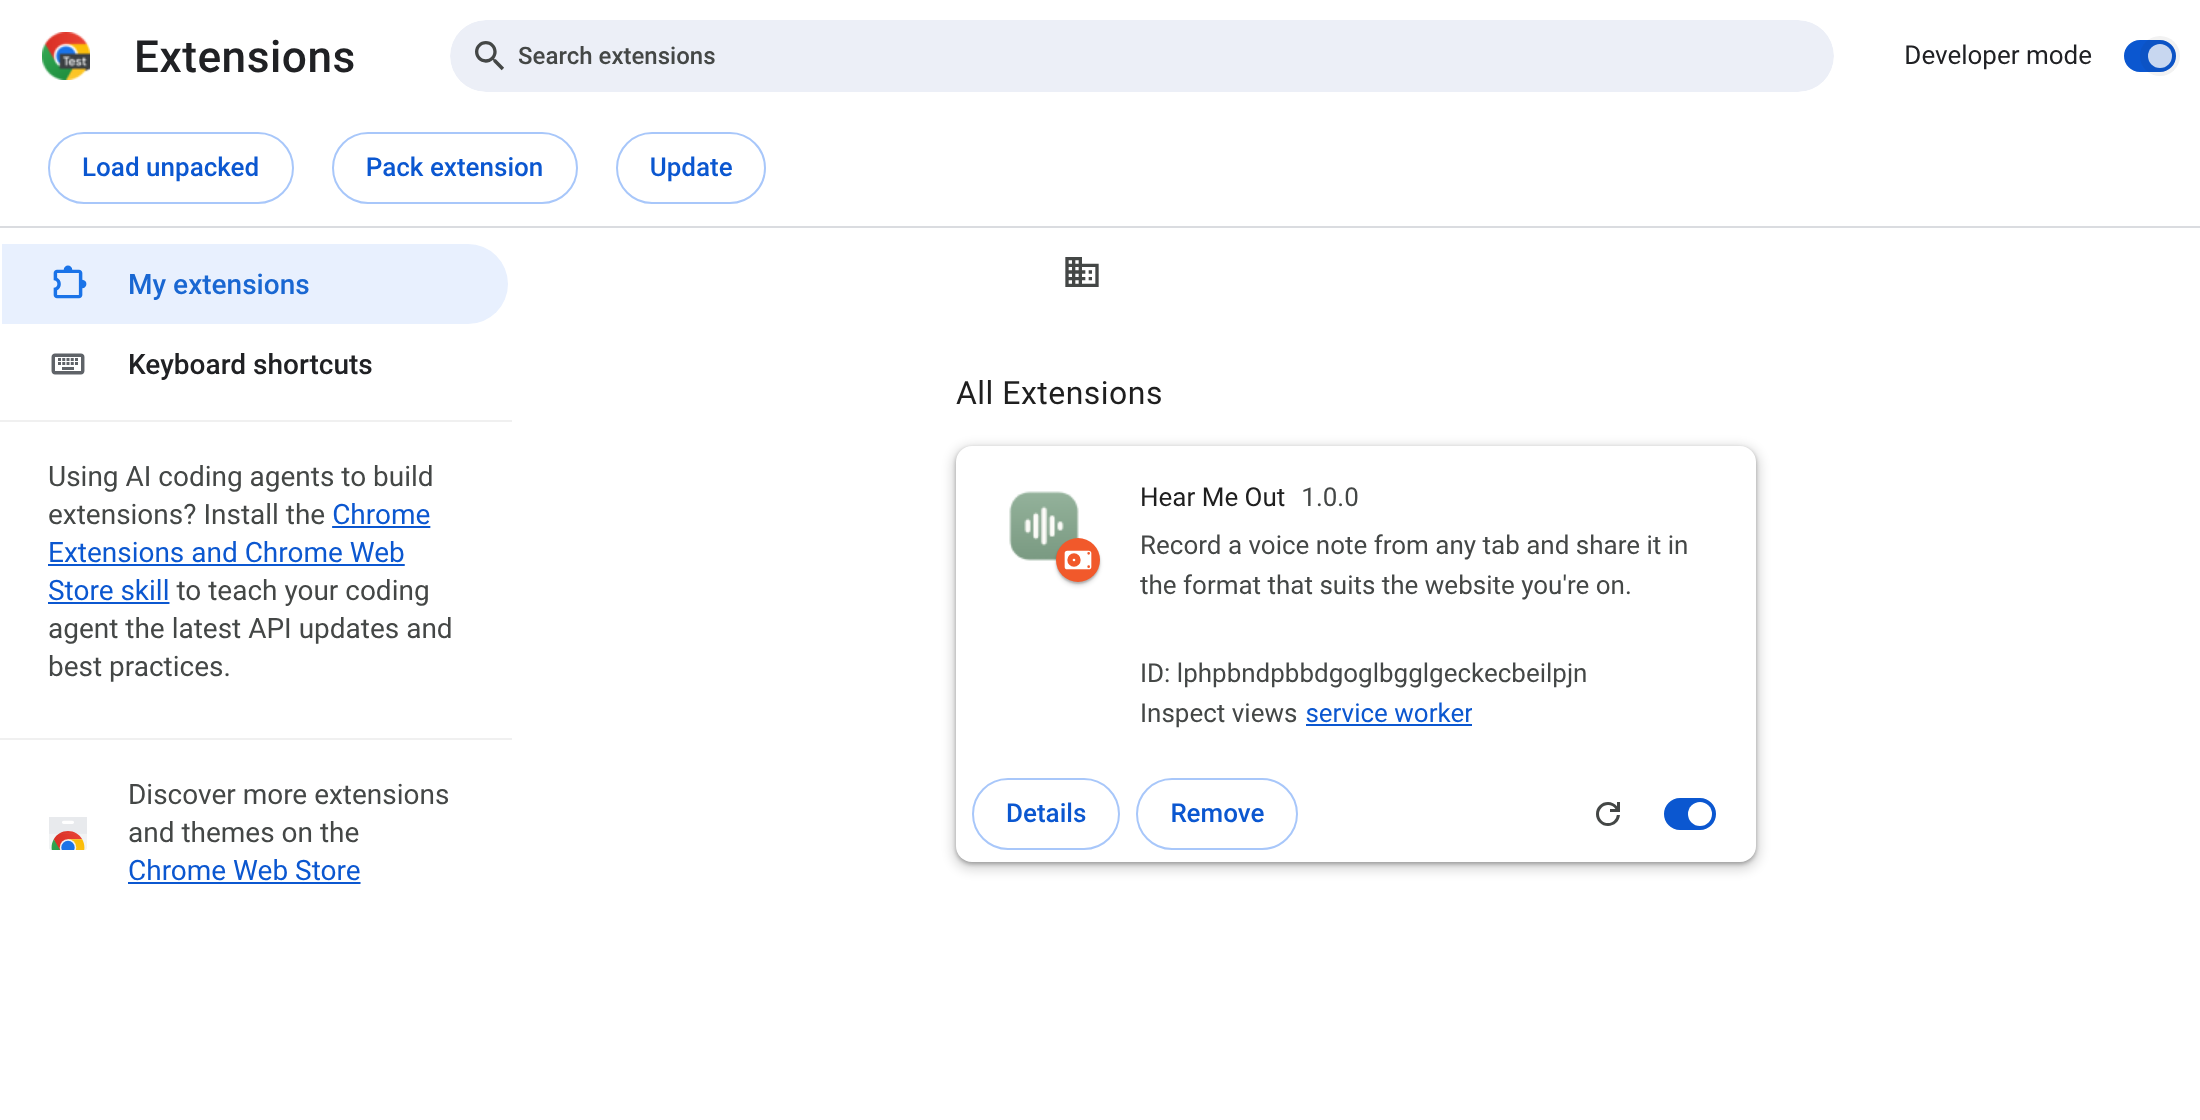 Test
Extensions
Search extensions
Developer mode
Load unpacked
Pack extension
Update
My extensions
Keyboard shortcuts
Using AI coding agents to build
extensions? Install the Chrome
Extensions and Chrome Web
Store skill to teach your coding
agent the latest API updates and
best practices.
Discover more extensions
and themes on the
Chrome Web Store
All Extensions
Hear Me Out 1.0.0
Record a voice note from any tab and share it in
the format that suits the website you're on.
ID: lphpbndpbbdgoglbgglgeckecbeilpjn
Inspect views service worker
Details
Remove